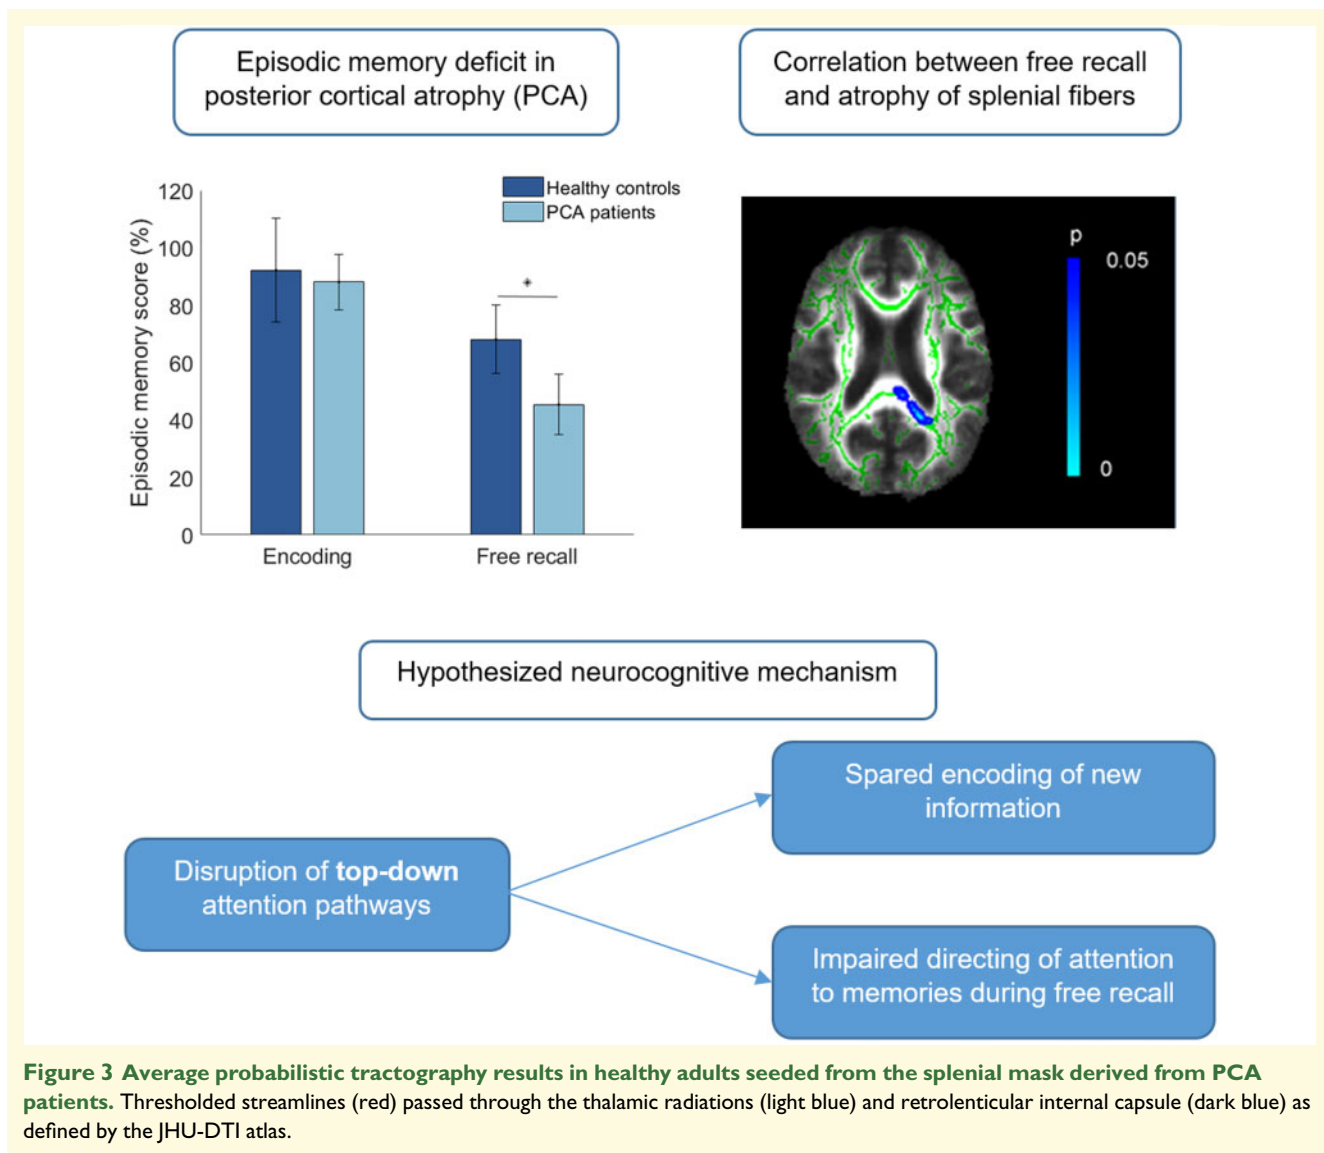 Episodic memory deficit in
posterior cortical atrophy (PCA)
Correlation between free recall
and atrophy of splenial fibers
Episodic memory score (%)
120
100
80
60
40
20
0
Healthy controls
PCA patients
*
Encoding
Free recall
p
0.05
0
Hypothesized neurocognitive mechanism
Disruption of top-down
attention pathways
Spared encoding of new
information
Impaired directing of attention
to memories during free recall
Figure 3 Average probabilistic tractography results in healthy adults seeded from the splenial mask derived from PCA
patients. Thresholded streamlines (red) passed through the thalamic radiations (light blue) and retrolenticular internal capsule (dark blue) as
defined by the JHU-DTI atlas.